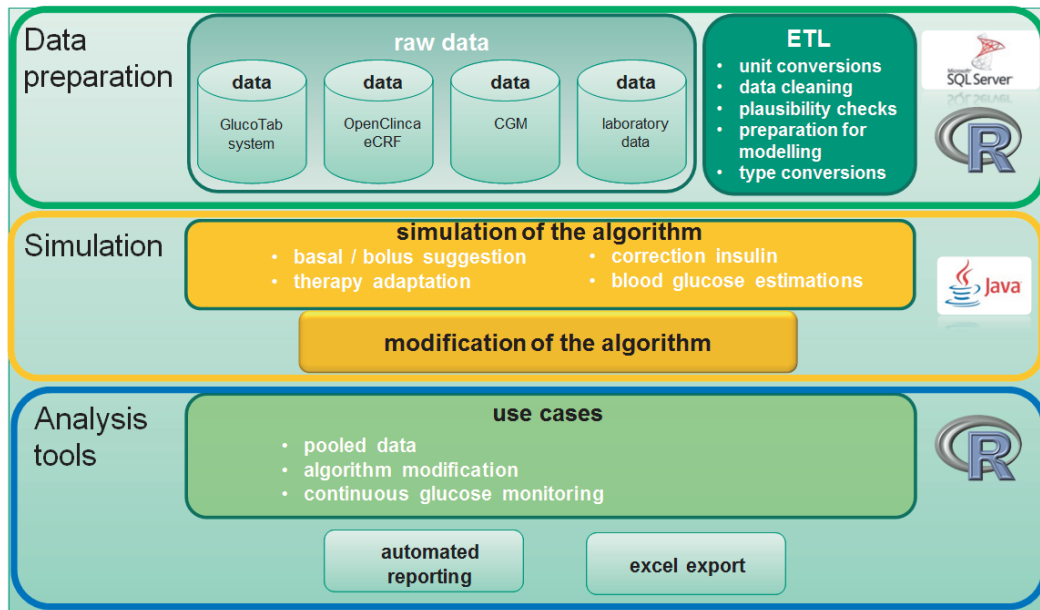 Data
preparation
raw data
data
GlucoTab
system
data
OpenClinca
eCRF
data
CGM
data
laboratory
data
ETL
• unit conversions
• data cleaning
• plausibility checks
• preparation for
modelling
• type conversions
Microsoft
SQL Server
R
Simulation
simulation of the algorithm
• basal / bolus suggestion
• therapy adaptation
• correction insulin
• blood glucose estimations
modification of the algorithm
Java
Analysis
tools
use cases
• pooled data
• algorithm modification
• continuous glucose monitoring
R
automated
reporting
excel export